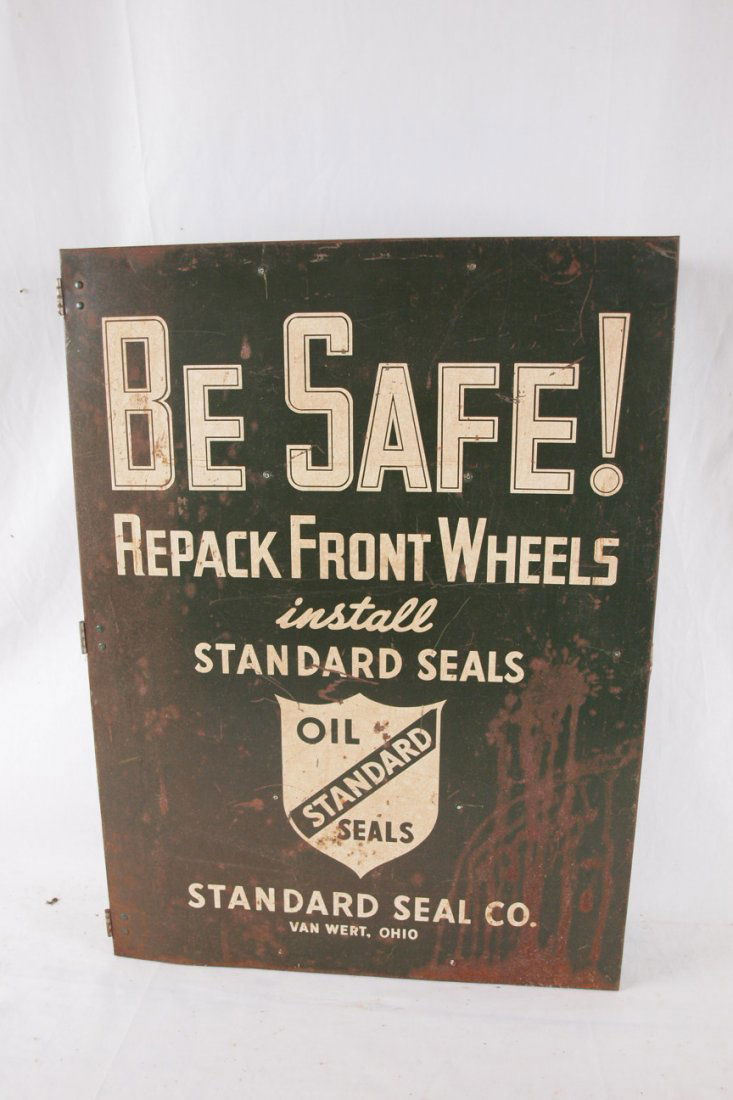 BE SAFE!
REPACK FRONT WHEELS
install
STANDARD SEALS
OIL
STANDARD
SEALS
STANDARD SEAL CO.
VAN WERT, OHIO